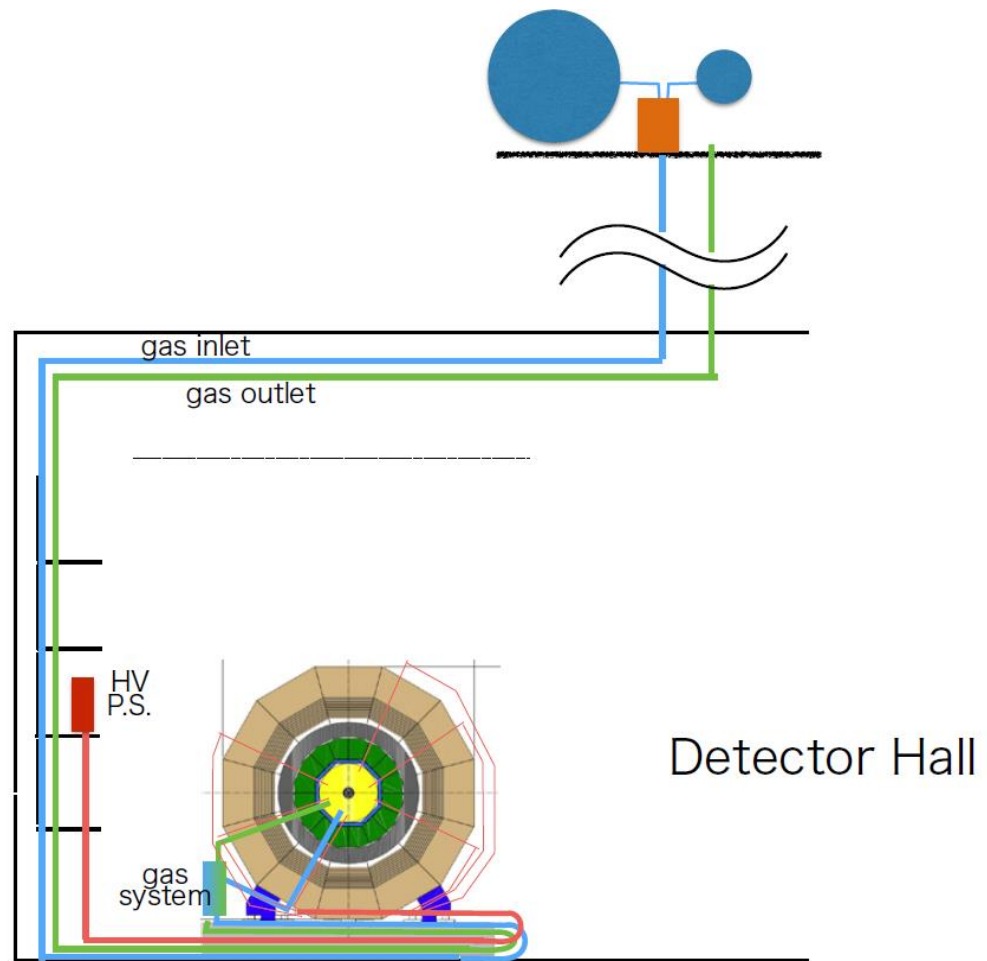 gas inlet
gas outlet
HV
P.S.
Detector Hall
gas
system